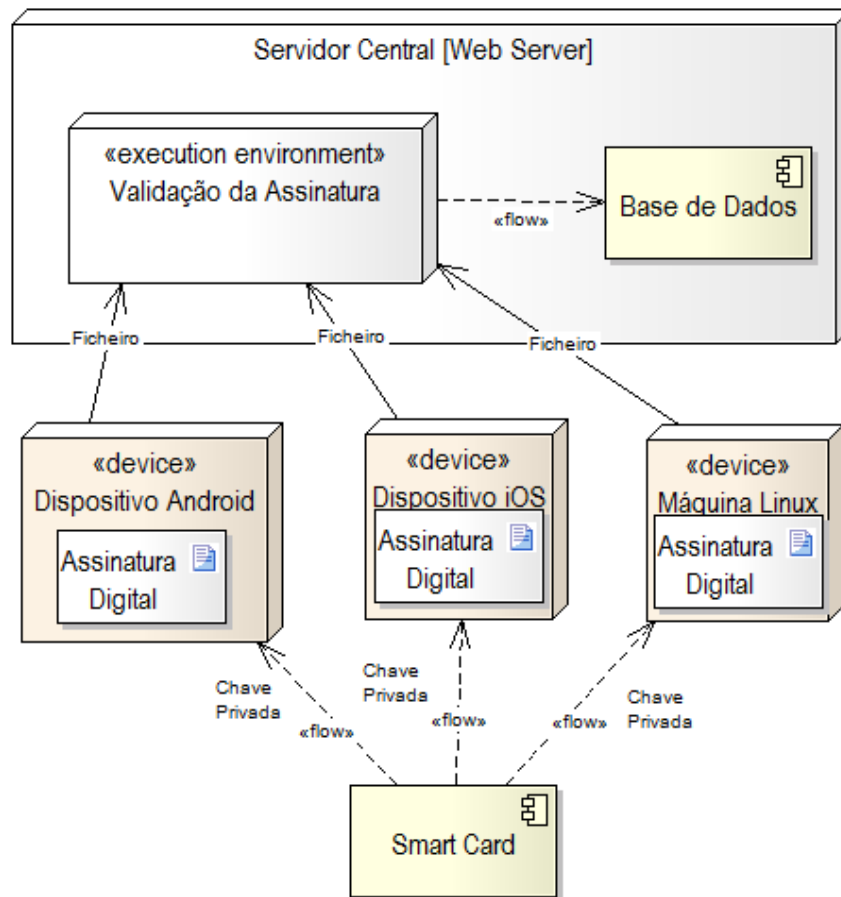 Servidor Central [Web Server]
«execution environment»
Validação da Assinatura
Base de Dados
«flow»
Ficheiro
Ficheiro
Ficheiro
«device»
Dispositivo Android
Assinatura
Digital
«device»
Dispositivo iOS
Assinatura
Digital
«device»
Máquina Linux
Assinatura
Digital
Chave
Privada
«flow»
Chave
Privada
«flow»
Chave
Privada
«flow»
Smart Card